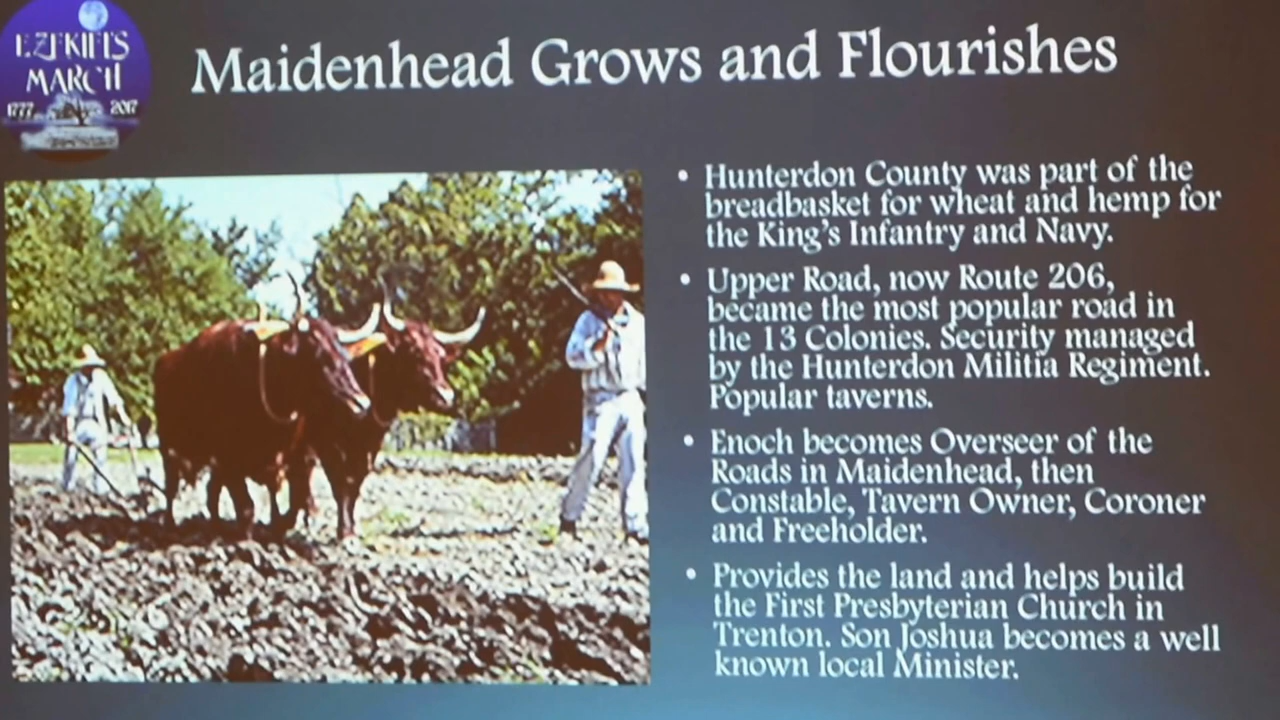 EZEKIEL'S
MARCH
1777 2017
Maidenhead Grows and Flourishes
• Hunterdon County was part of the
breadbasket for wheat and hemp for
the King's Infantry and Navy.
• Upper Road, now Route 206,
became the most popular road in
the 13 Colonies. Security managed
by the Hunterdon Militia Regiment.
Popular taverns.
• Enoch becomes Overseer of the
Roads in Maidenhead, then
Constable, Tavern Owner, Coroner
and Freeholder.
• Provides the land and helps build
the First Presbyterian Church in
Trenton. Son Joshua becomes a well
known local Minister.